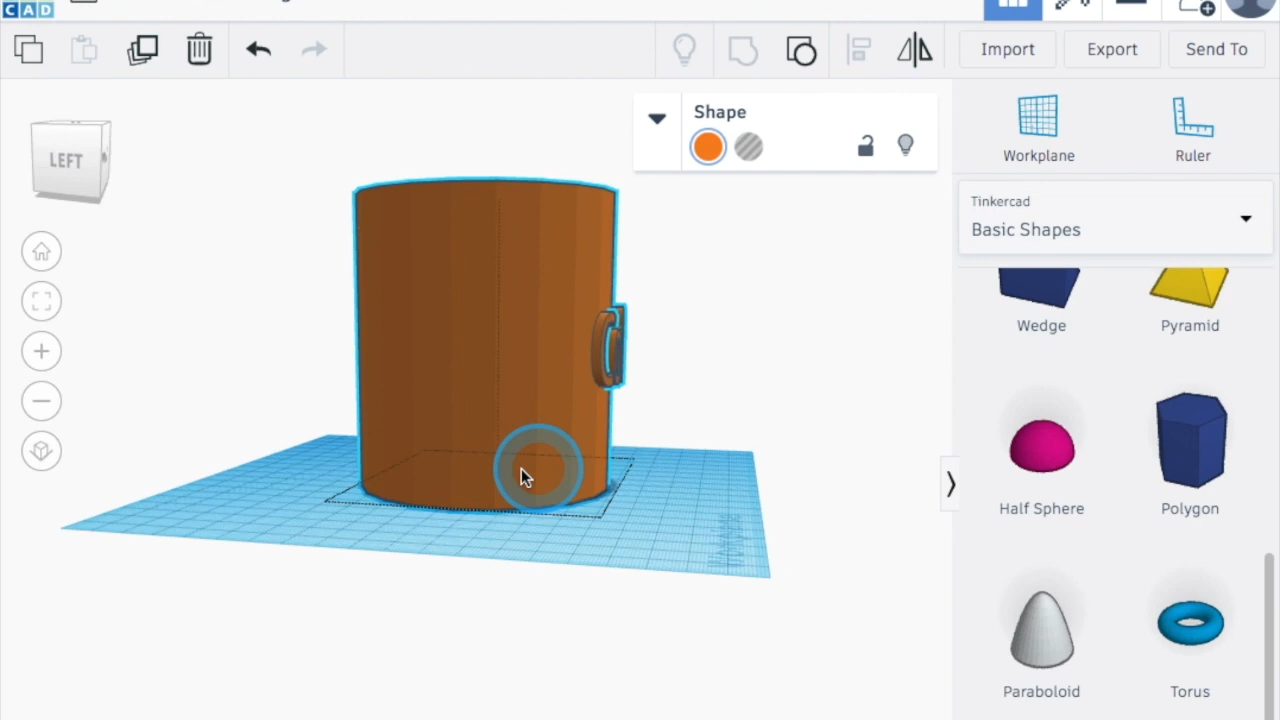 CAD
Import
Export
Send To
Shape
LEFT
Workplane
Ruler
Tinkercad
Basic Shapes
Wedge
Pyramid
Half Sphere
Polygon
Paraboloid
Torus